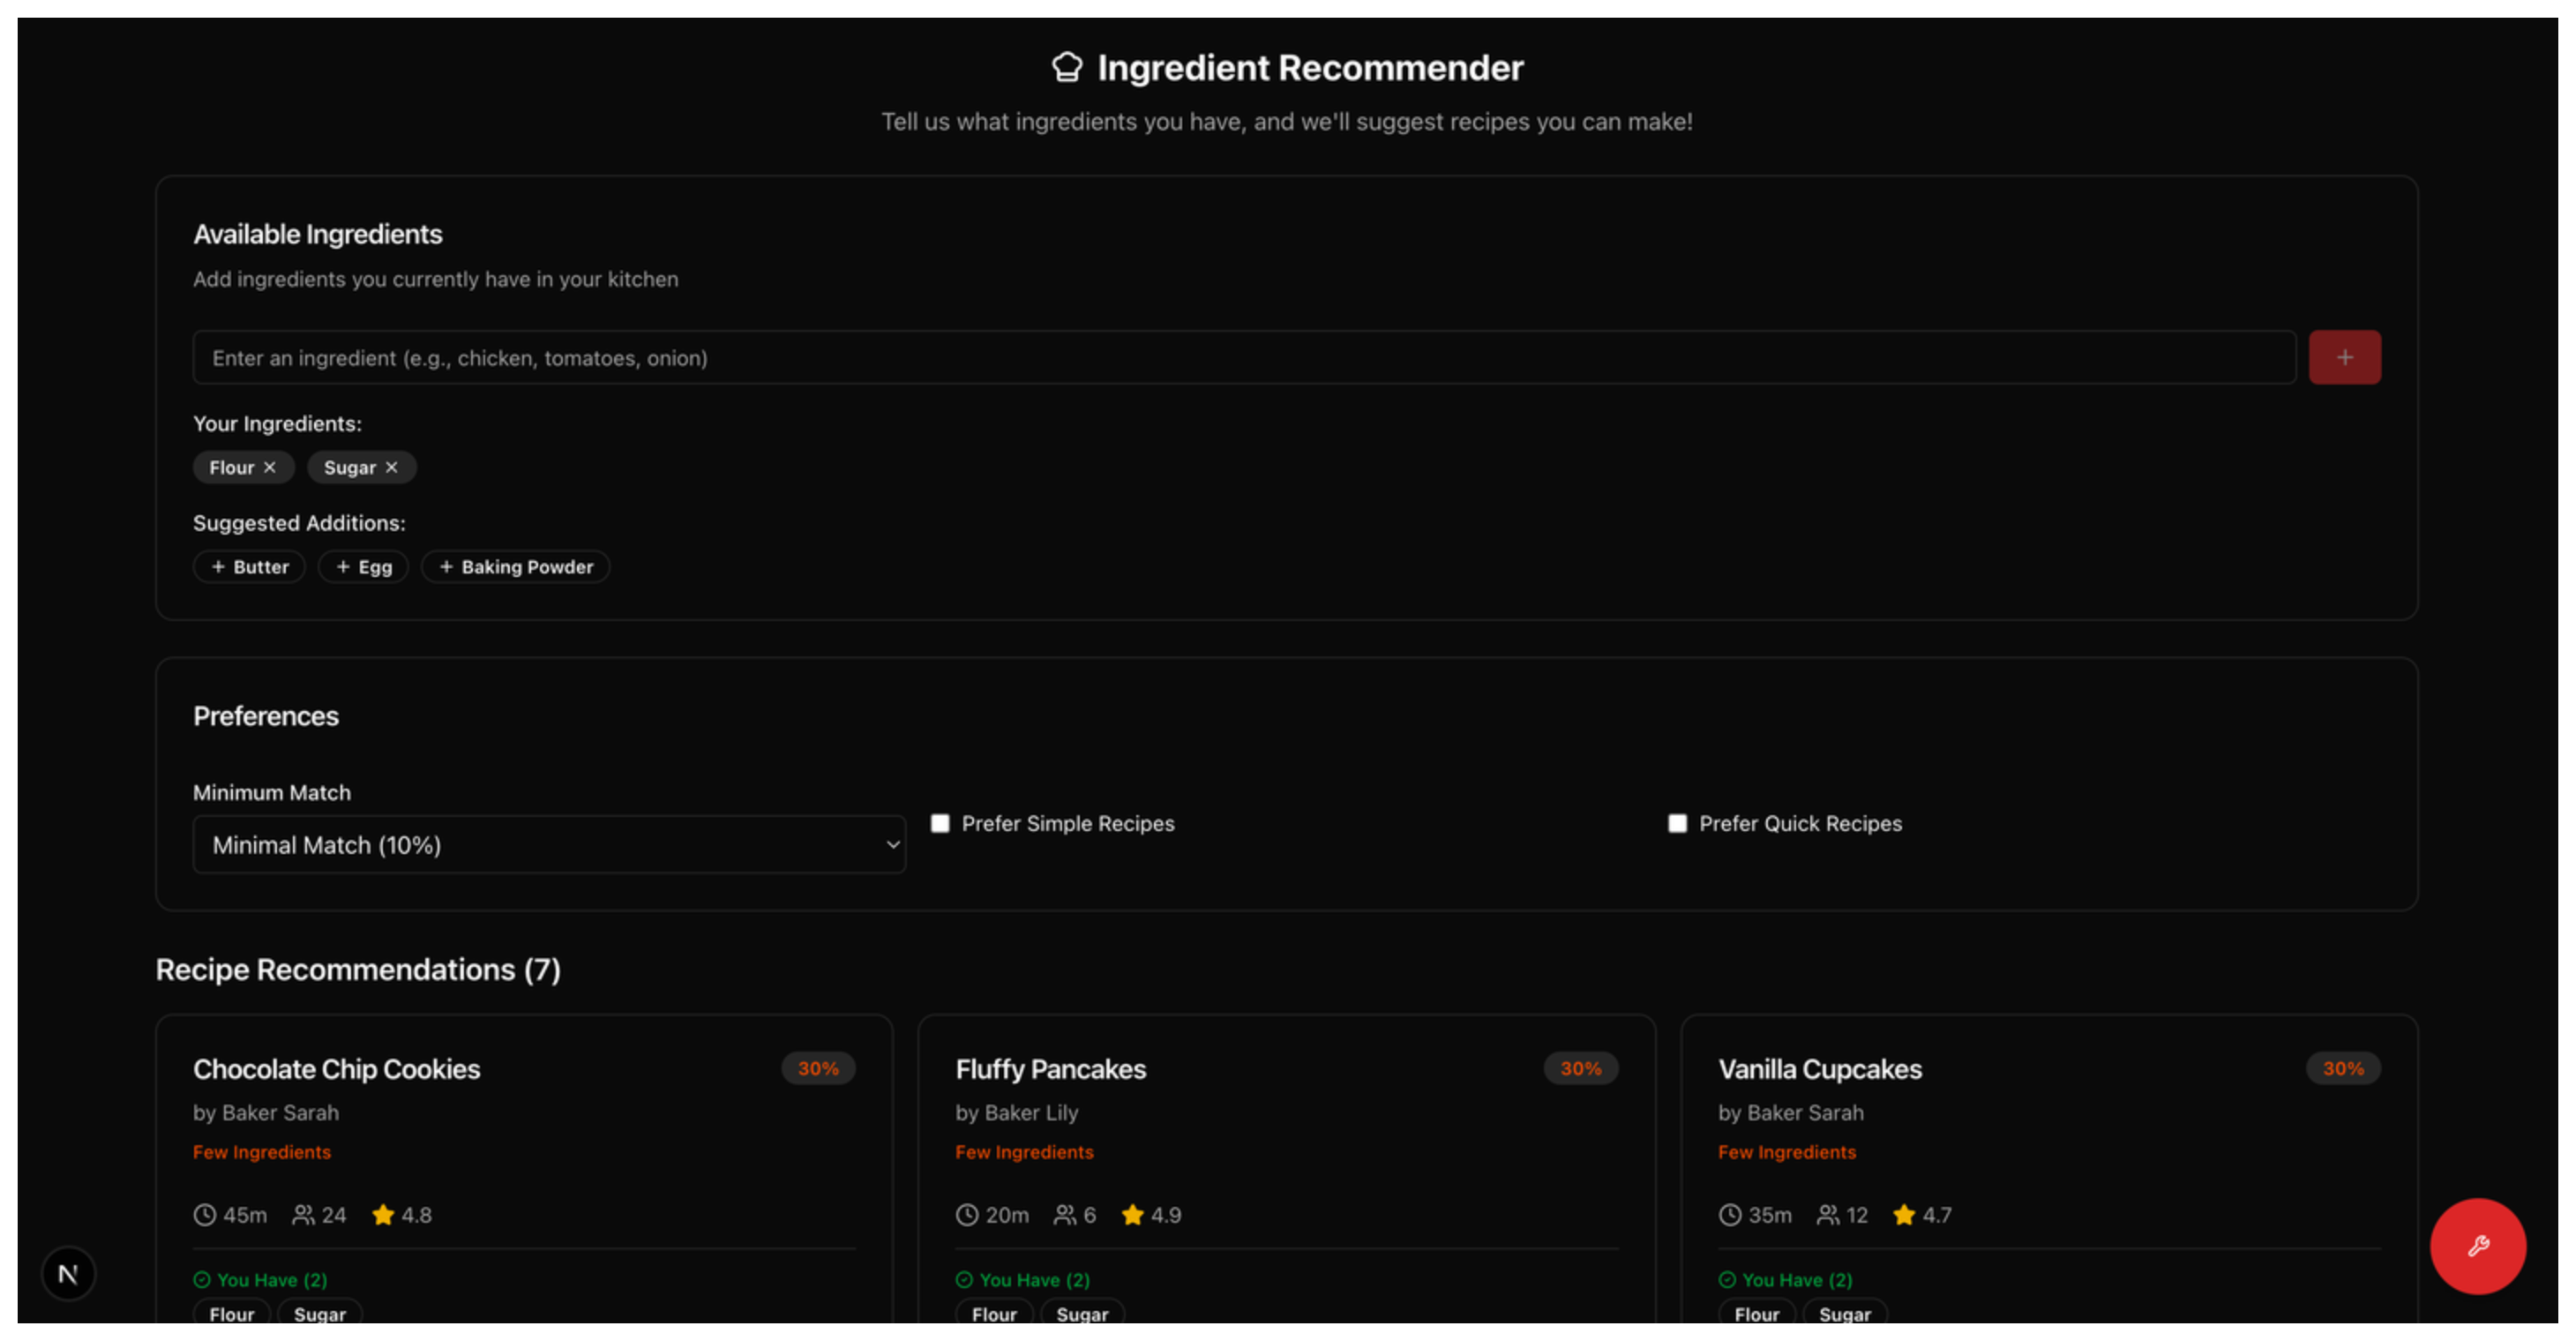 Ingredient Recommender
Tell us what ingredients you have, and we'll suggest recipes you can make!
Available Ingredients
Add ingredients you currently have in your kitchen
Enter an ingredient (e.g., chicken, tomatoes, onion)
+
Your Ingredients:
Flour × Sugar ×
Suggested Additions:
+ Butter + Egg + Baking Powder
Preferences
Minimum Match
Minimal Match (10%)
Prefer Simple Recipes
Prefer Quick Recipes
Recipe Recommendations (7)
Chocolate Chip Cookies 30%
by Baker Sarah
Few Ingredients
45m 24 4.8
You Have (2)
Flour Sugar
Fluffy Pancakes 30%
by Baker Lily
Few Ingredients
20m 6 4.9
You Have (2)
Flour Sugar
Vanilla Cupcakes 30%
by Baker Sarah
Few Ingredients
35m 12 4.7
You Have (2)
Flour Sugar
N